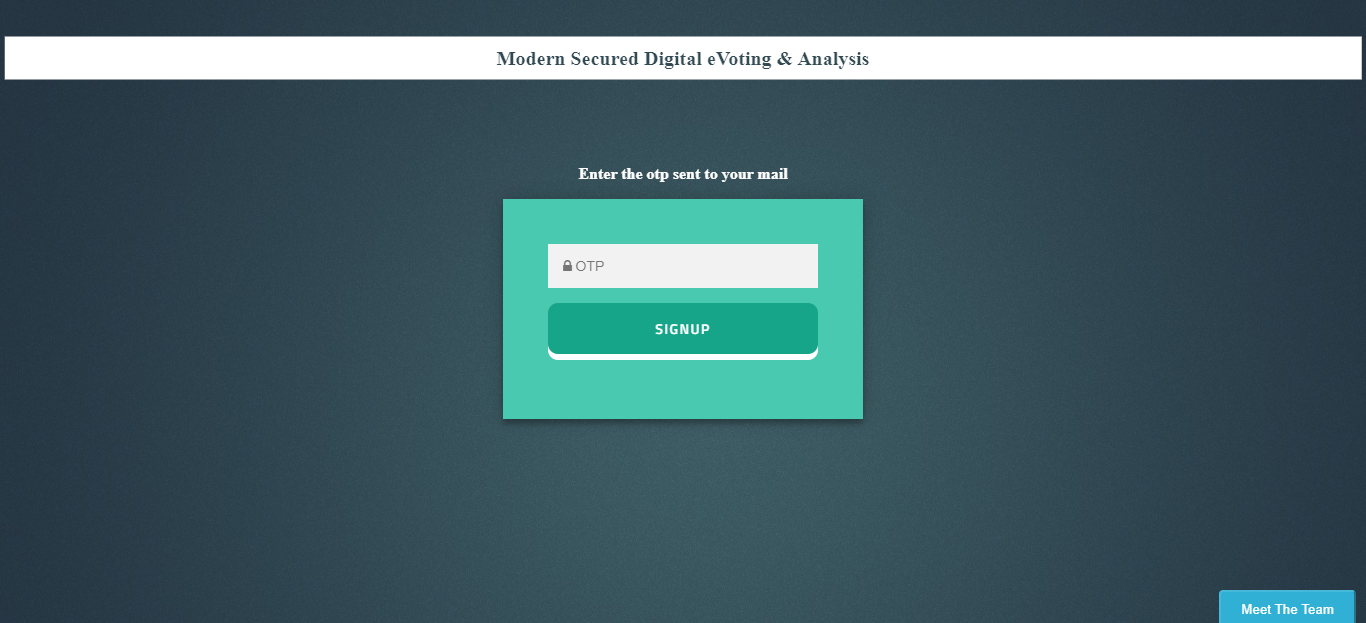 Modern Secured Digital eVoting & Analysis
Enter the otp sent to your mail
OTP
SIGNUP
Meet The Team